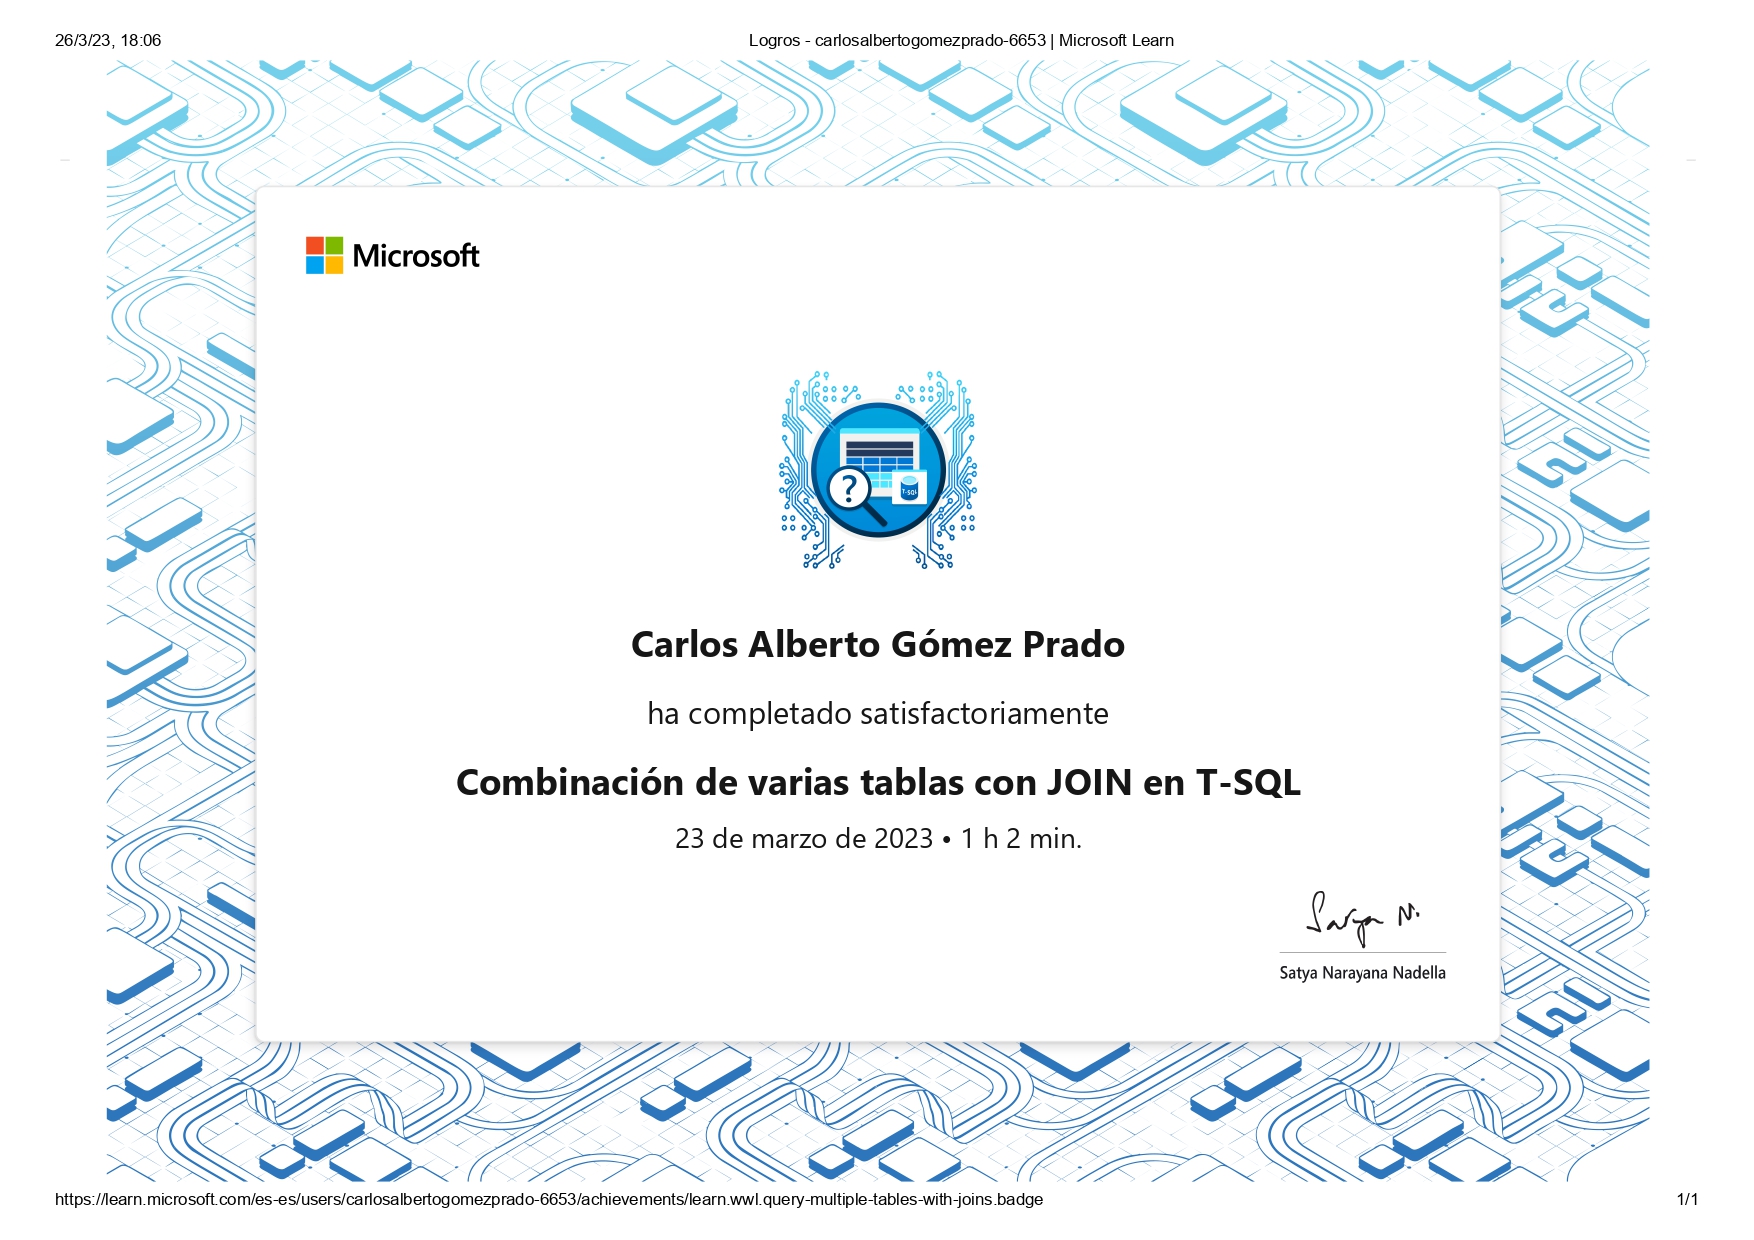 26/3/23, 18:06
Logros - carlosalbertogomezprado-6653 | Microsoft Learn
Microsoft
?
T-SQL
Carlos Alberto Gómez Prado
ha completado satisfactoriamente
Combinación de varias tablas con JOIN en T-SQL
23 de marzo de 2023 • 1 h 2 min.
Satya N.
Satya Narayana Nadella
https://learn.microsoft.com/es-es/users/carlosalbertogomezprado-6653/achievements/learn.wwl.query-multiple-tables-with-joins.badge
1/1